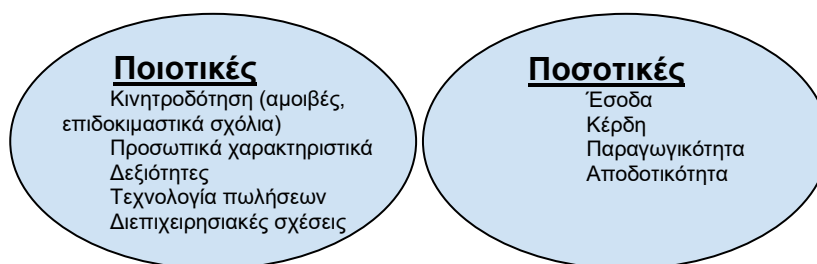 Ποιοτικές
Κινητροδότηση (αμοιβές,
επιδοκιμαστικά σχόλια)
Προσωπικά χαρακτηριστικά
Δεξιότητες
Τεχνολογία πωλήσεων
Διεπιχειρησιακές σχέσεις
Ποσοτικές
Έσοδα
Κέρδη
Παραγωγικότητα
Αποδοτικότητα